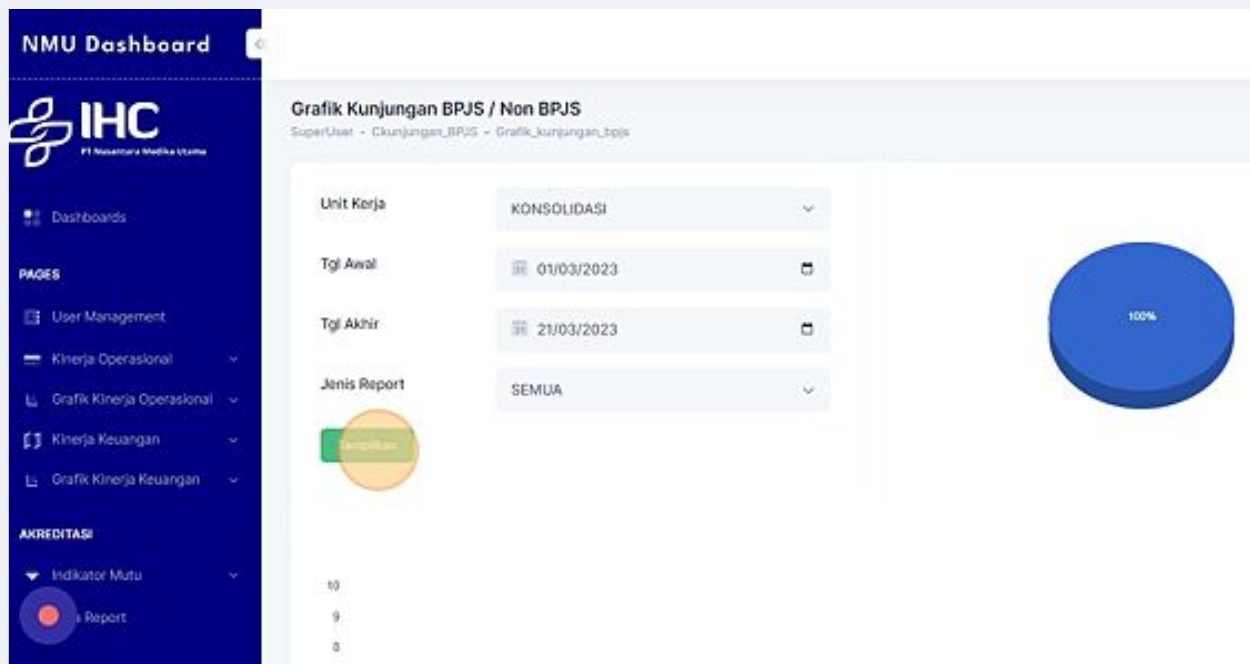 NMU Dashboard
IHC
PT Nusantara Medika Utama
Dashboards
PAGES
User Management
Kinerja Operasional
Grafik Kinerja Operasional
Kinerja Keuangan
Grafik Kinerja Keuangan
AKREDITASI
Indikator Mutu
Report
Grafik Kunjungan BPJS / Non BPJS
SuperUser - Ckunjungan_BPJS - Grafik_kunjungan_bpjs
Unit Kerja KONSOLIDASI
Tgl Awal 01/03/2023
Tgl Akhir 21/03/2023
Jenis Report SEMUA
Tampilkan
100%
10
9
8